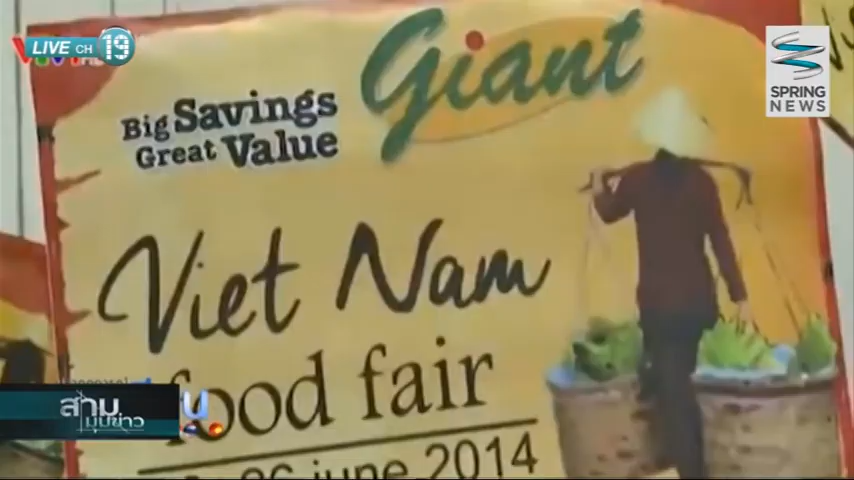 LIVE CH 19
SPRING
NEWS
Giant
Big Savings
Great Value
Viet Nam
food fair
26 june 2014
สาม
มุมข่าว